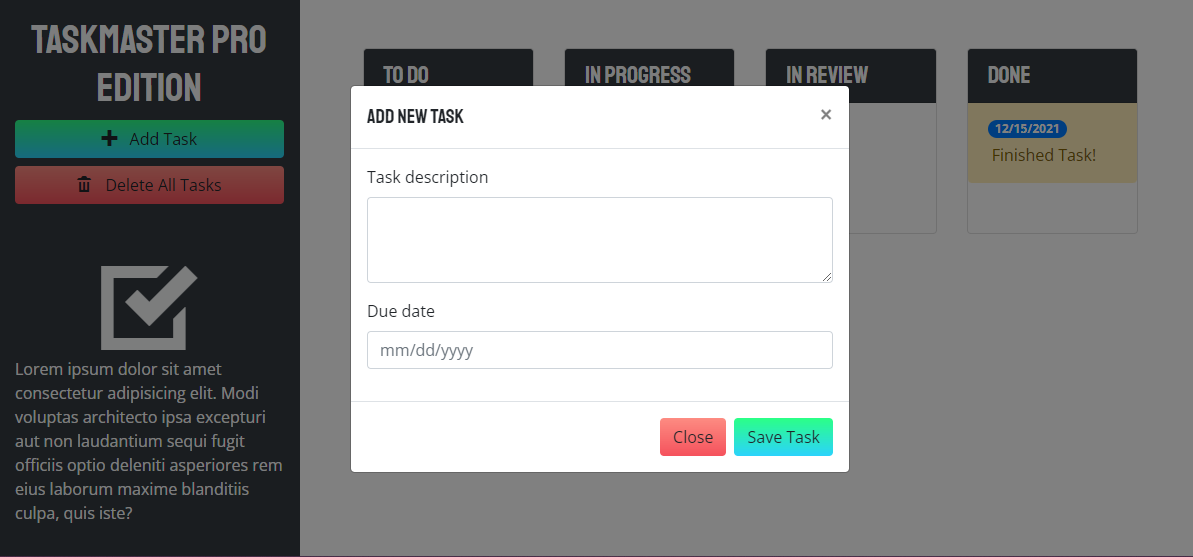 TASKMASTER PRO
EDITION
Add Task
Delete All Tasks
Lorem ipsum dolor sit amet
consectetur adipisicing elit. Modi
voluptas architecto ipsa excepturi
aut non laudantium sequi fugit
officiis optio deleniti asperiores rem
eius laborum maxime blanditiis
culpa, quis iste?
TO DO
IN PROGRESS
IN REVIEW
DONE
12/15/2021
Finished Task!
ADD NEW TASK
×
Task description
Due date
mm/dd/yyyy
Close
Save Task